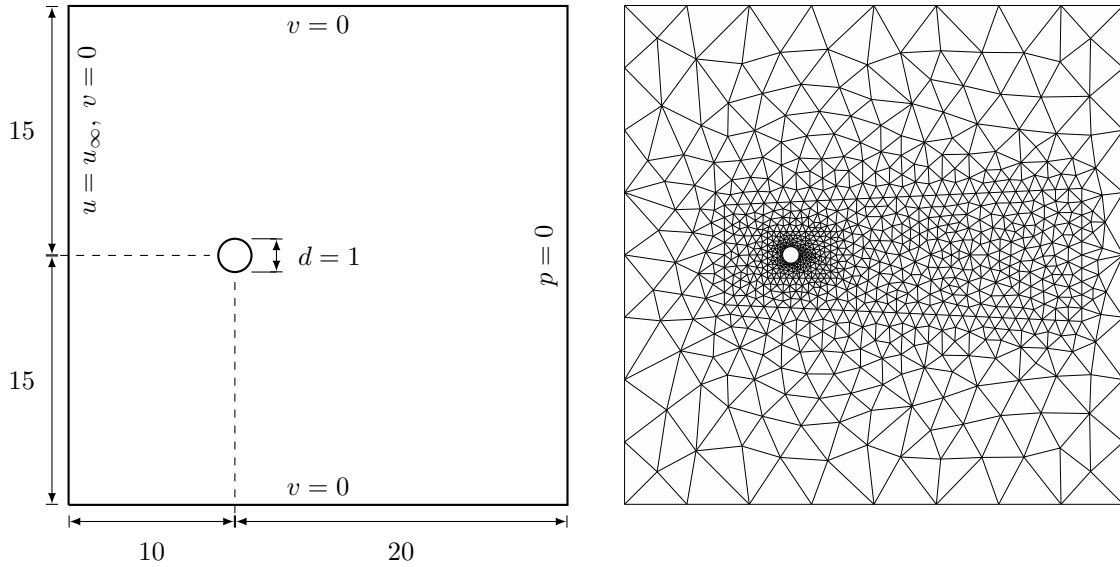 v = 0
u = u∞, v = 0
15
d = 1
p = 0
15
v = 0
10
20